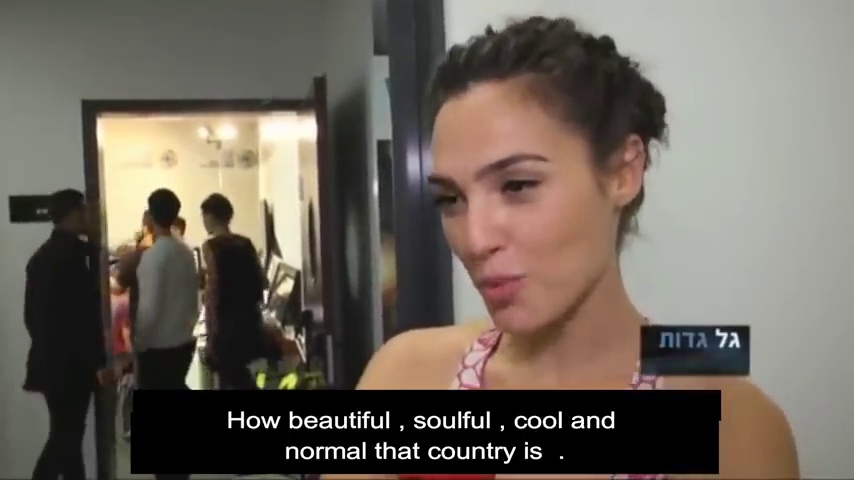 גל גדות
How beautiful , soulful , cool and
normal that country is  .